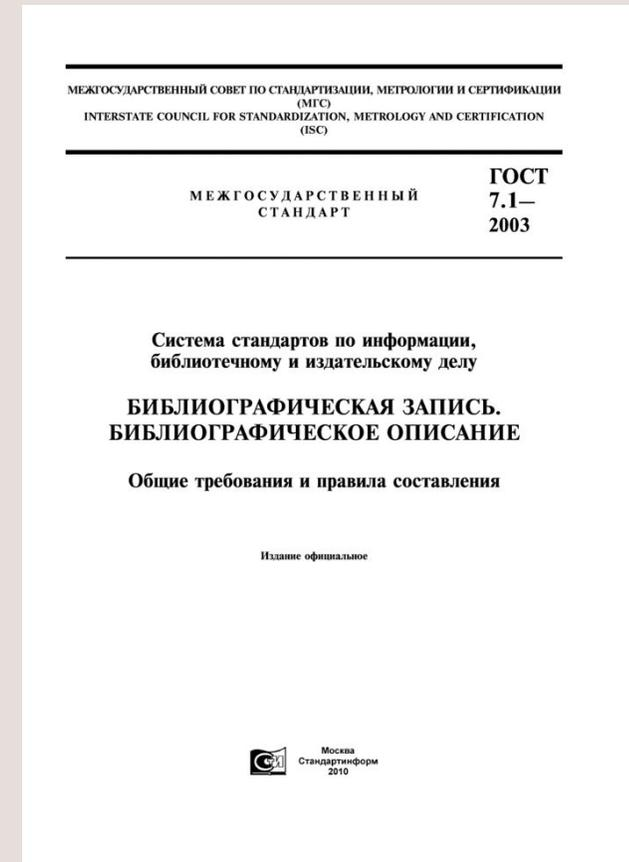 МЕЖГОСУДАРСТВЕННЫЙ СОВЕТ ПО СТАНДАРТИЗАЦИИ, МЕТРОЛОГИИ И СЕРТИФИКАЦИИ
(МГС)
INTERSTATE COUNCIL FOR STANDARDIZATION, METROLOGY AND CERTIFICATION
(ISC)
МЕЖГОСУДАРСТВЕННЫЙ
СТАНДАРТ
ГОСТ
7.1—
2003
Система стандартов по информации,
библиотечному и издательскому делу
БИБЛИОГРАФИЧЕСКАЯ ЗАПИСЬ.
БИБЛИОГРАФИЧЕСКОЕ ОПИСАНИЕ
Общие требования и правила составления
Издание официальное
Москва
Стандартинформ
2010